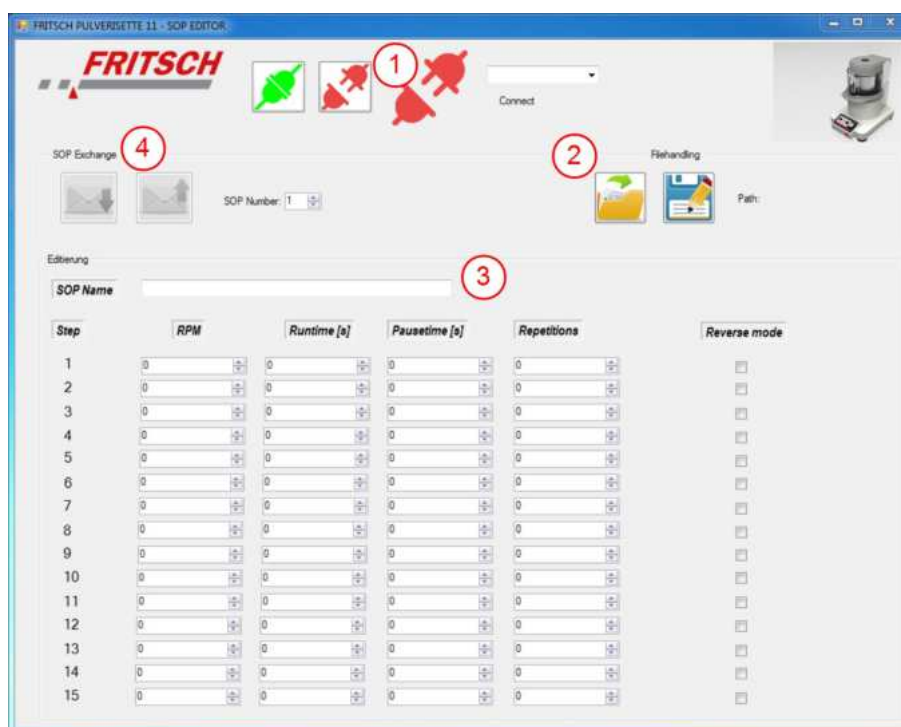 FRITSCH PULVERISETTE 11 - SOP EDITOR
FRITSCH
1
Connect
SOP Exchange 4 2 Filehandling
SOP Number: 1 Path:
Editierung
SOP Name 3
Step RPM Runtime [s] Pausetime [s] Repetitions Reverse mode
1 0 0 0 0
2 0 0 0 0
3 0 0 0 0
4 0 0 0 0
5 0 0 0 0
6 0 0 0 0
7 0 0 0 0
8 0 0 0 0
9 0 0 0 0
10 0 0 0 0
11 0 0 0 0
12 0 0 0 0
13 0 0 0 0
14 0 0 0 0
15 0 0 0 0